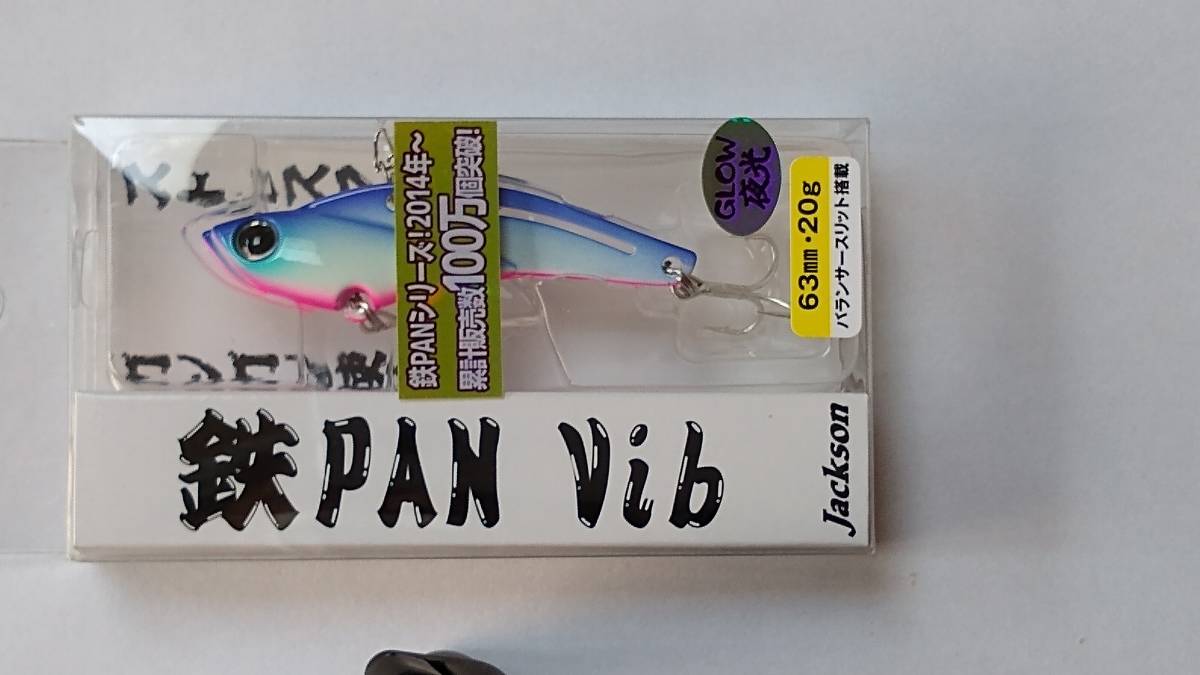 鉄PAN Vib
Jackson
鉄PANシリーズ!2014年~
累計販売数100万個突破!
GLOW
夜光
63mm・20g
バランサースリット搭載